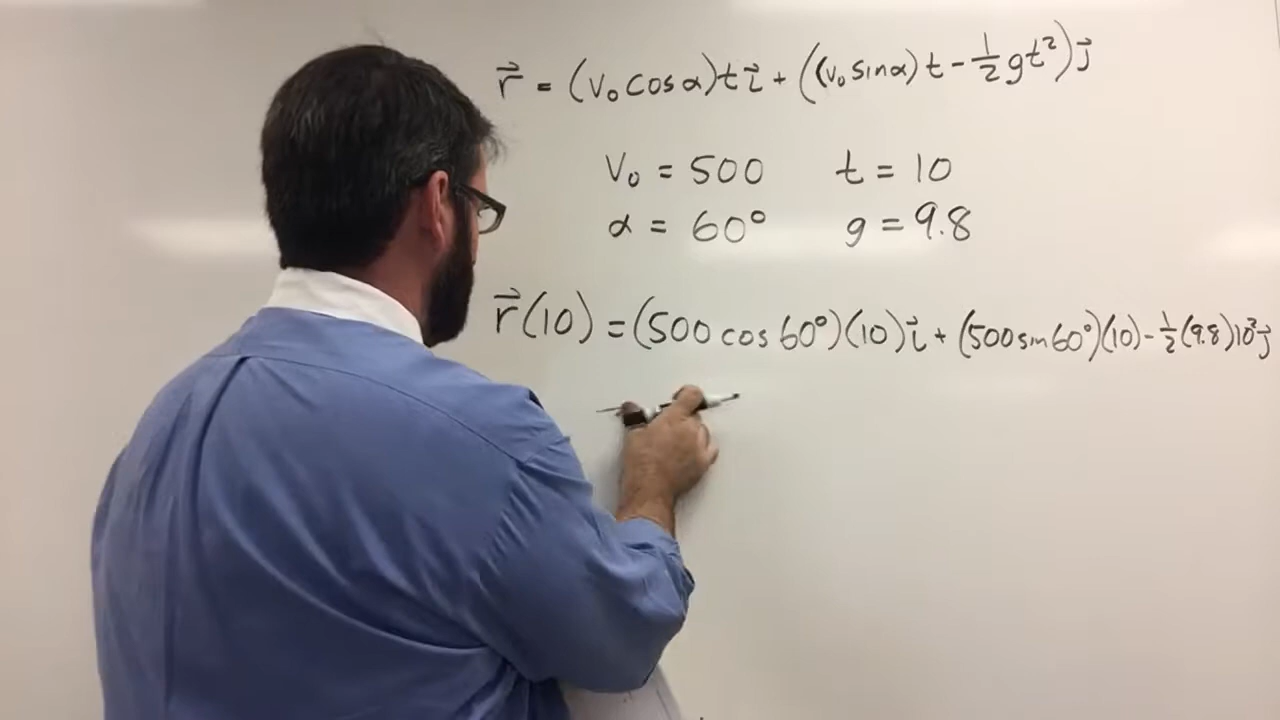 r⃗ = (v₀ cos α) t i⃗ + ((v₀ sin α) t - 1/2 gt²) j⃗
V₀ = 500 t = 10
α = 60° g = 9.8
r⃗(10) = (500 cos 60°)(10) i⃗ + (500 sin 60°)(10) - 1/2 (9.8)10² j⃗